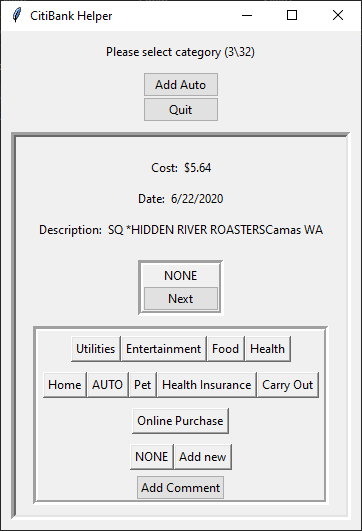 CitiBank Helper
Please select category (3\32)
Add Auto
Quit
Cost: $5.64
Date: 6/22/2020
Description: SQ *HIDDEN RIVER ROASTERSCamas WA
NONE
Next
Utilities Entertainment Food Health
Home AUTO Pet Health Insurance Carry Out
Online Purchase
NONE Add new
Add Comment